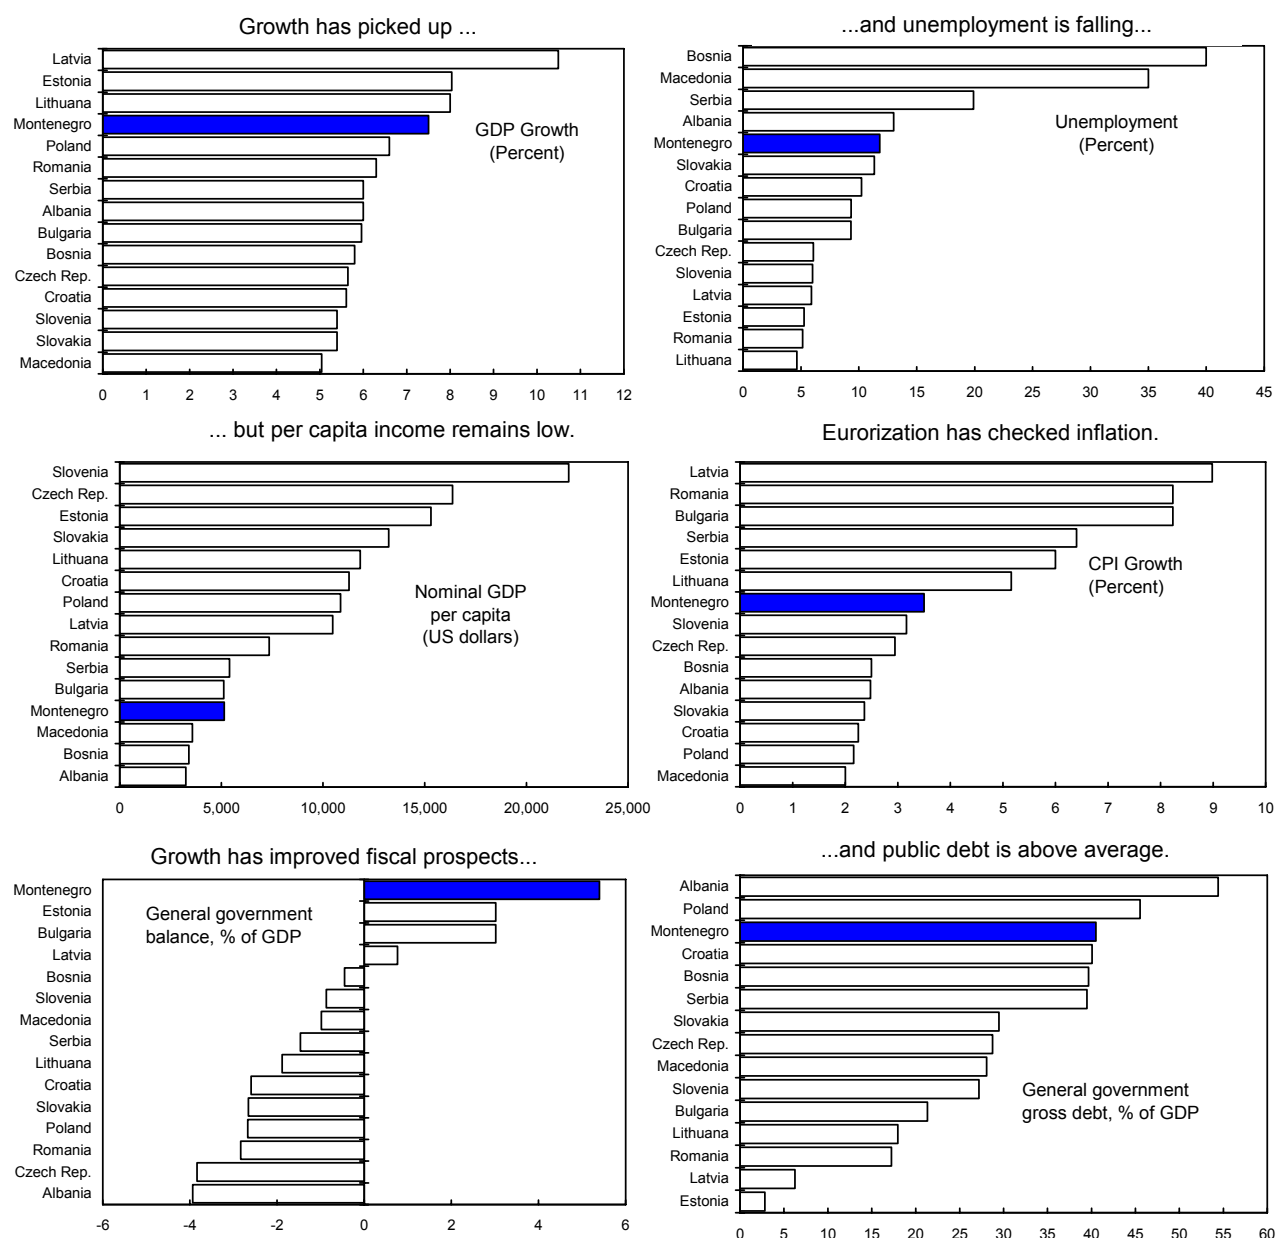 Growth has picked up ...
Latvia
Estonia
Lithuana
Montenegro
Poland
Romania
Serbia
Albania
Bulgaria
Bosnia
Czech Rep.
Croatia
Slovenia
Slovakia
Macedonia
GDP Growth
(Percent)
0 1 2 3 4 5 6 7 8 9 10 11 12
...and unemployment is falling...
Bosnia
Macedonia
Serbia
Albania
Montenegro
Slovakia
Croatia
Poland
Bulgaria
Czech Rep.
Slovenia
Latvia
Estonia
Romania
Lithuana
Unemployment
(Percent)
0 5 10 15 20 25 30 35 40 45
... but per capita income remains low.
Slovenia
Czech Rep.
Estonia
Slovakia
Lithuana
Croatia
Poland
Latvia
Romania
Serbia
Bulgaria
Montenegro
Macedonia
Bosnia
Albania
Nominal GDP
per capita
(US dollars)
0 5,000 10,000 15,000 20,000 25,000
Eurorization has checked inflation.
Latvia
Romania
Bulgaria
Serbia
Estonia
Lithuana
Montenegro
Slovenia
Czech Rep.
Bosnia
Albania
Slovakia
Croatia
Poland
Macedonia
CPI Growth
(Percent)
0 1 2 3 4 5 6 7 8 9 10
Growth has improved fiscal prospects...
Montenegro
Estonia
Bulgaria
Latvia
Bosnia
Slovenia
Macedonia
Serbia
Lithuana
Croatia
Slovakia
Poland
Romania
Czech Rep.
Albania
General government
balance, % of GDP
-6 -4 -2 0 2 4 6
...and public debt is above average.
Albania
Poland
Montenegro
Croatia
Bosnia
Serbia
Slovakia
Czech Rep.
Macedonia
Slovenia
Bulgaria
Lithuana
Romania
Latvia
Estonia
General government
gross debt, % of GDP
0 5 10 15 20 25 30 35 40 45 50 55 60